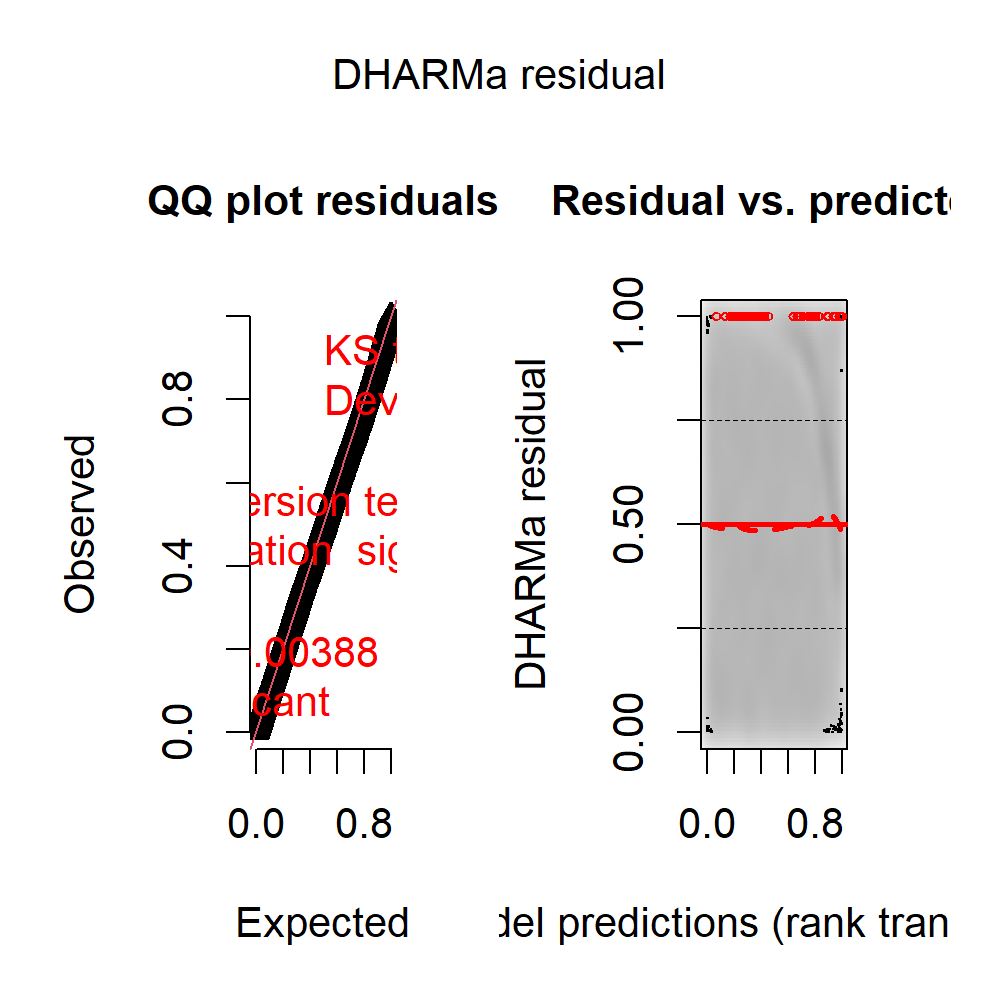 DHARMa residual
QQ plot residuals
KS
Dev
ersion te
ation sig
.00388
cant
Observed
0.0
0.4
0.8
0.0
0.8
Expected
Residual vs. predict
DHARMa residual
0.00
0.50
1.00
0.0
0.8
del predictions (rank tran